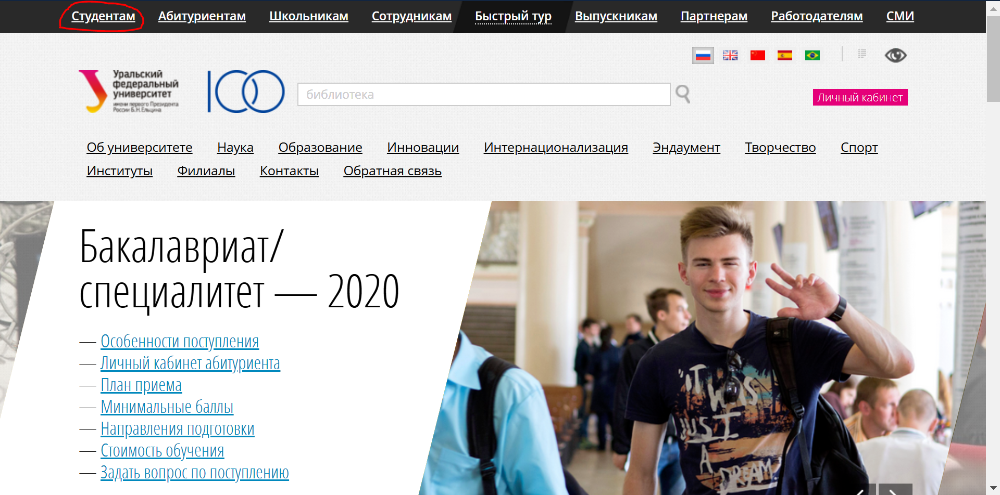 Студентам Абитуриентам Школьникам Сотрудникам Быстрый тур Выпускникам Партнерам Работодателям СМИ
Уральский
федеральный
университет
имени первого Президента
России Б.Н.Ельцина
100
библиотека
Личный кабинет
Об университете Наука Образование Инновации Интернационализация Эндаумент Творчество Спорт
Институты Филиалы Контакты Обратная связь
Бакалавриат/
специалитет — 2020
— Особенности поступления
— Личный кабинет абитуриента
— План приема
— Минимальные баллы
— Направления подготовки
— Стоимость обучения
— Задать вопрос по поступлению
"IT
WAS
JUST
A
DREAM.